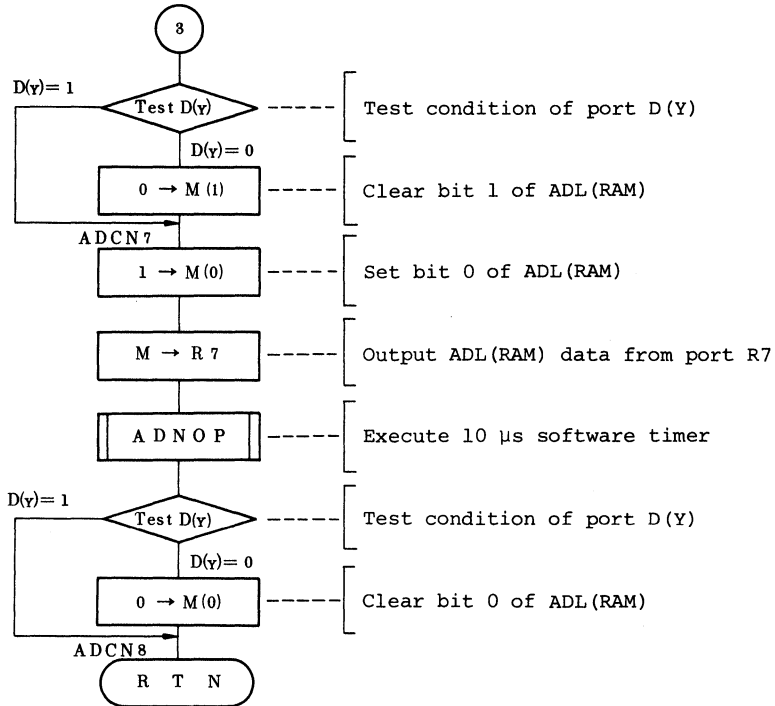 3
D(Y)= 1
Test D(Y)
Test condition of port D(Y)
D(Y)= 0
0 → M(1)
Clear bit 1 of ADL(RAM)
ADCN7
1 → M(0)
Set bit 0 of ADL(RAM)
M → R7
Output ADL(RAM) data from port R7
ADNOP
Execute 10 µs software timer
D(Y)= 1
Test D(Y)
Test condition of port D(Y)
D(Y)= 0
0 → M(0)
Clear bit 0 of ADL(RAM)
ADCN8
R T N